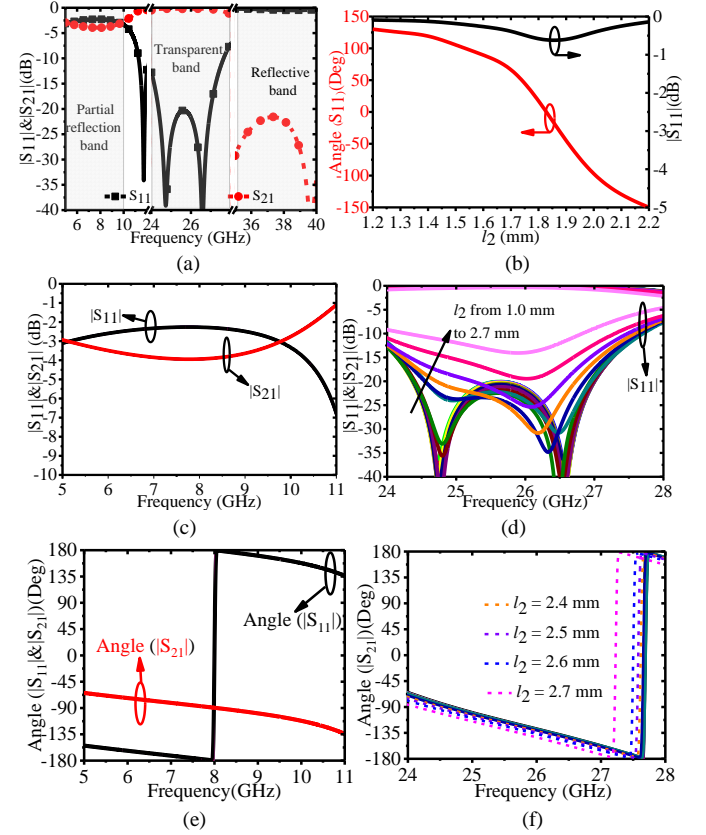 |S11|&|S21|(dB)
0
-5
-10
-15
-20
-25
-30
-35
-40
Transparent
band
Reflective
band
Partial
reflection
band
S11
S21
5 6 8 10 12 24 26 28 35 36 38 40
Frequency (GHz)
(a)
Angle (S11)(Deg)
150
100
50
0
-50
-100
-150
|S11|(dB)
0
-1
-2
-3
-4
-5
1.2 1.3 1.4 1.5 1.6 1.7 1.8 1.9 2.0 2.1 2.2
l2 (mm)
(b)
|S11|&|S21|(dB)
0
-1
-2
-3
-4
-5
-6
-7
-8
-9
-10
|S11|
|S21|
5 6 7 8 9 10 11
Frequency (GHz)
(c)
|S11|&|S21|(dB)
0
-5
-10
-15
-20
-25
-30
-35
-40
l2 from 1.0 mm
to 2.7 mm
|S11|
24 25 26 27 28
Frequency (GHz)
(d)
Angle (|S11|&|S21|)(Deg)
180
135
90
45
0
-45
-90
-135
-180
Angle (|S11|)
Angle (|S21|)
5 6 7 8 9 10 11
Frequency(GHz)
(e)
Angle (|S21|)(Deg)
180
135
90
45
0
-45
-90
-135
-180
l2 = 2.4 mm
l2 = 2.5 mm
l2 = 2.6 mm
l2 = 2.7 mm
24 25 26 27 28
Frequency (GHz)
(f)